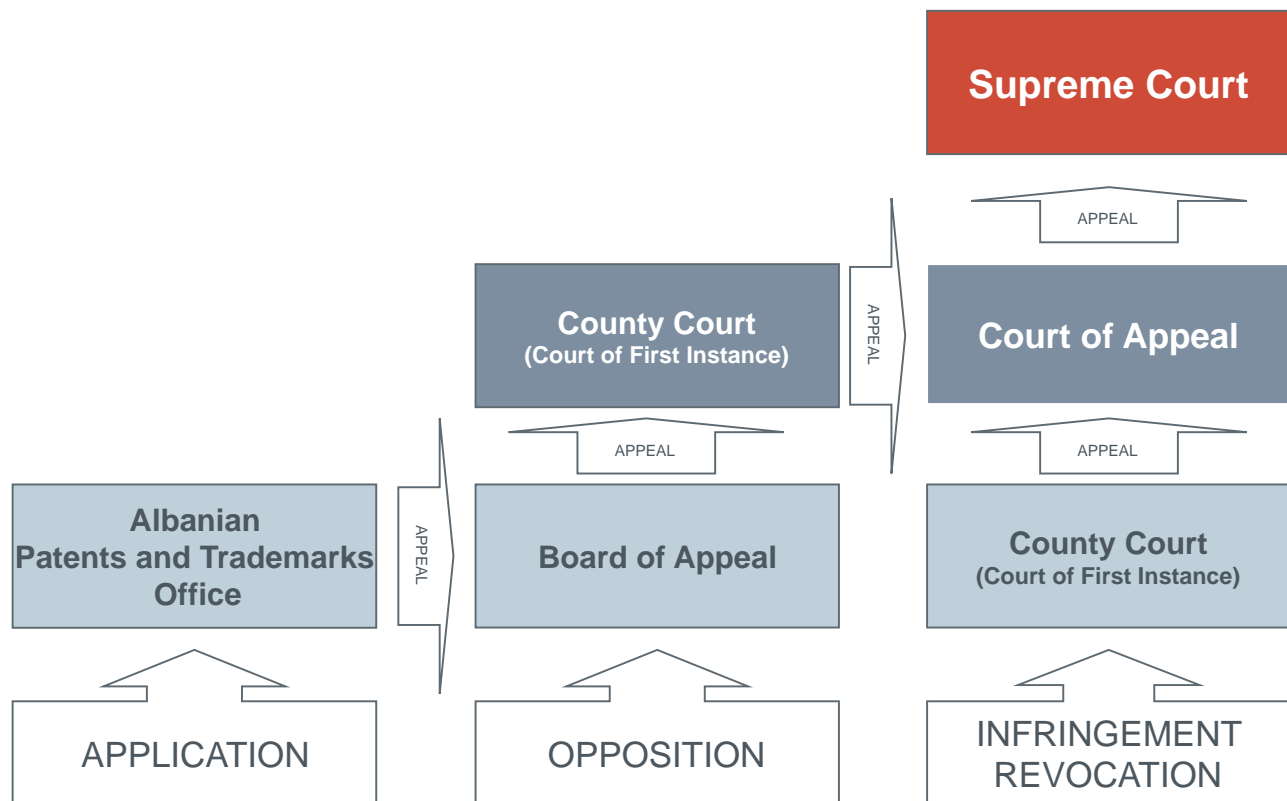 Supreme Court
APPEAL
County Court
(Court of First Instance)
APPEAL
Court of Appeal
APPEAL
APPEAL
Albanian
Patents and Trademarks
Office
APPEAL
Board of Appeal
County Court
(Court of First Instance)
APPLICATION
OPPOSITION
INFRINGEMENT
REVOCATION